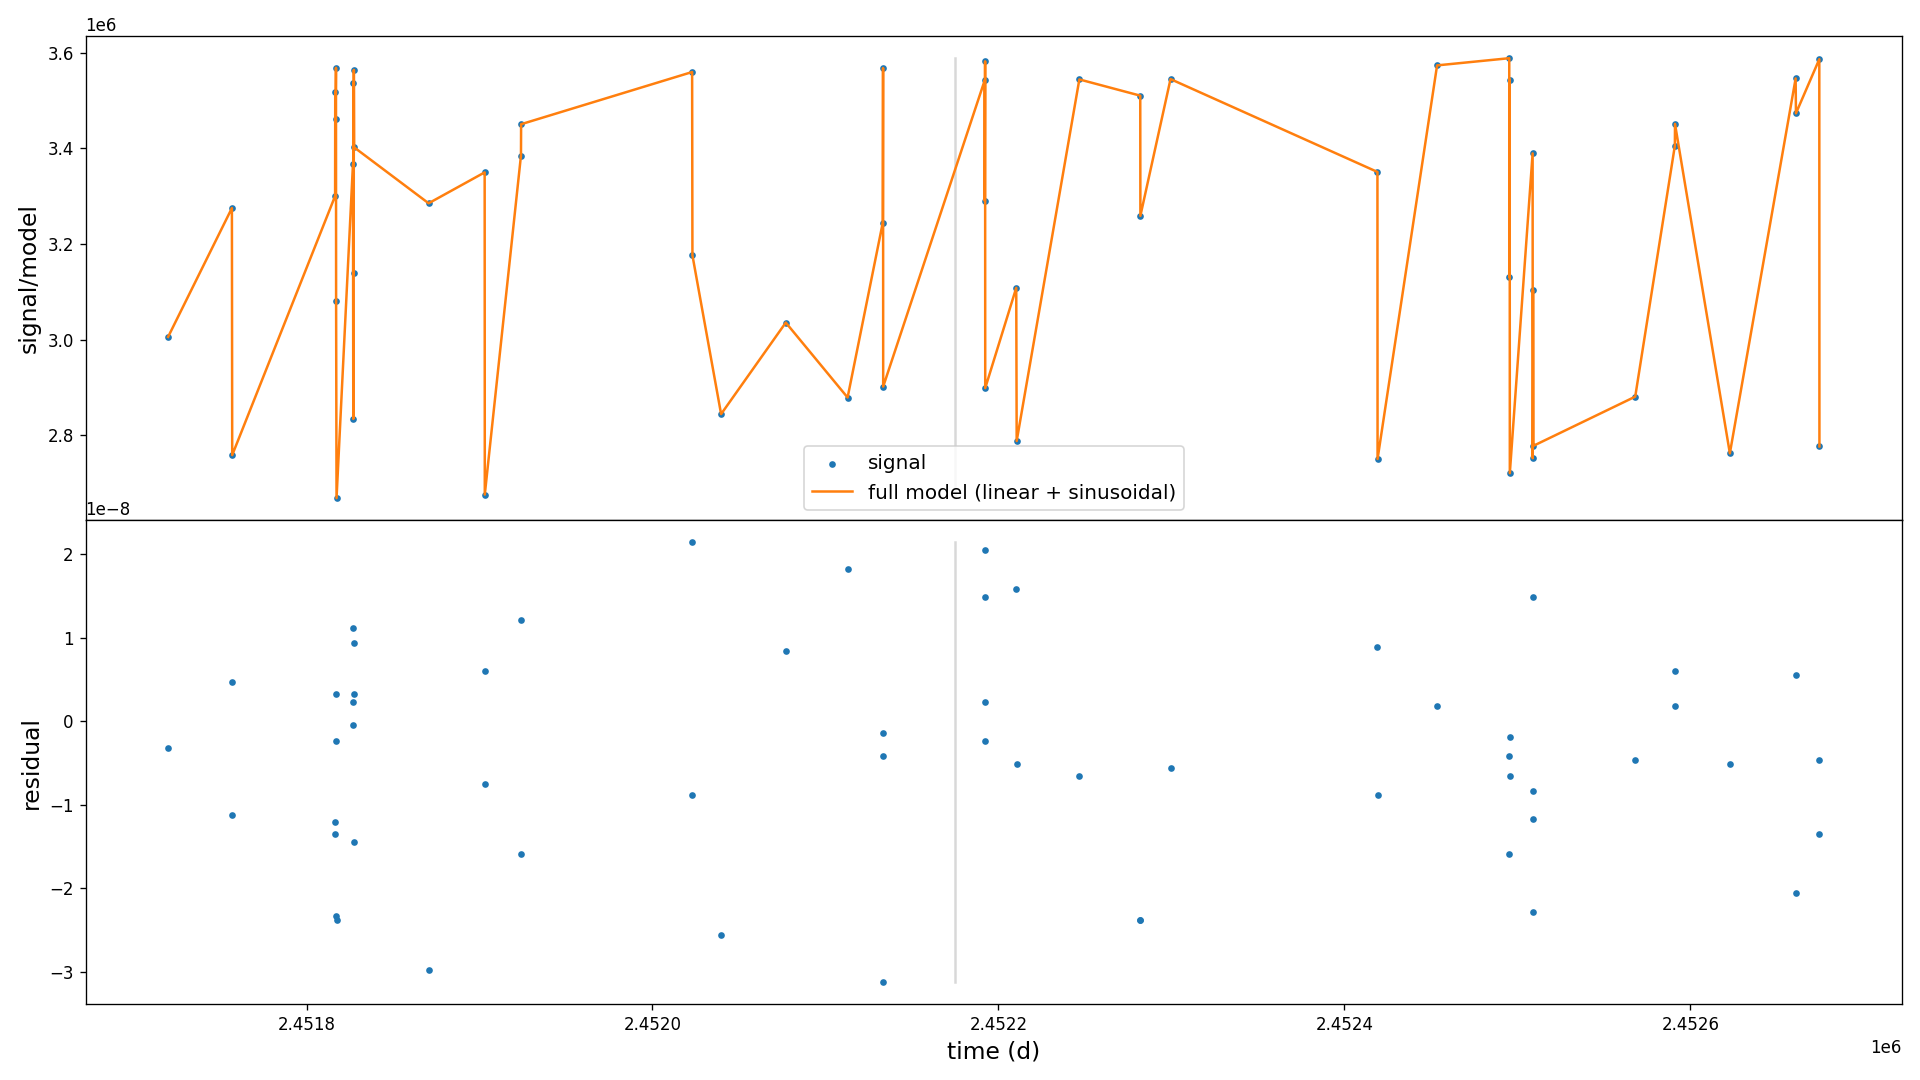 1e6
3.6
3.4
3.2
3.0
2.8
signal/model
signal
full model (linear + sinusoidal)
1e−8
2
1
0
−1
−2
−3
residual
2.4518
2.4520
2.4522
2.4524
2.4526
1e6
time (d)